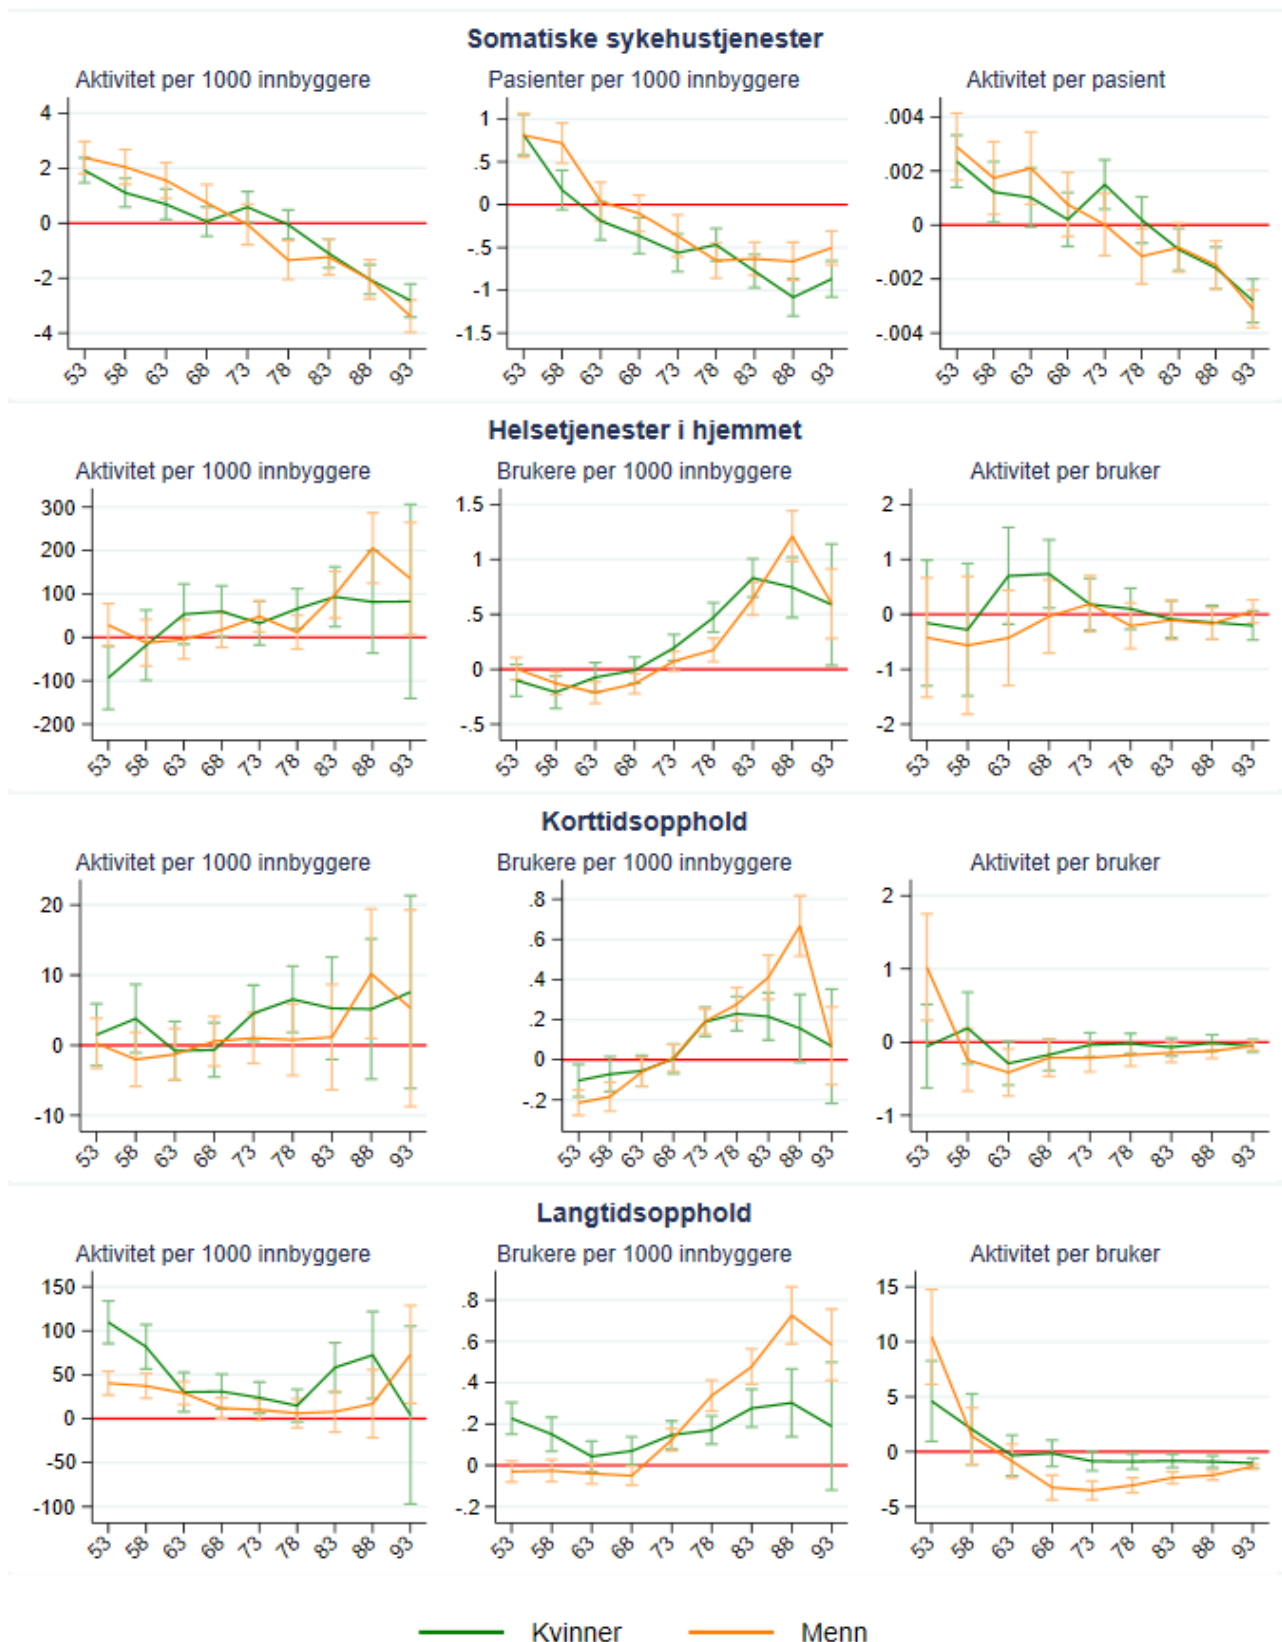 Somatiske sykehustjenester
Aktivitet per 1000 innbyggere
Pasienter per 1000 innbyggere
Aktivitet per pasient
4
2
0
-2
-4
53 58 63 68 73 78 83 88 93
1
.5
0
-.5
-1
-1.5
53 58 63 68 73 78 83 88 93
.004
.002
0
-.002
-.004
53 58 63 68 73 78 83 88 93
Helsetjenester i hjemmet
Aktivitet per 1000 innbyggere
Brukere per 1000 innbyggere
Aktivitet per bruker
300
200
100
0
-100
-200
53 58 63 68 73 78 83 88 93
1.5
1
.5
0
-.5
53 58 63 68 73 78 83 88 93
2
1
0
-1
-2
53 58 63 68 73 78 83 88 93
Korttidsopphold
Aktivitet per 1000 innbyggere
Brukere per 1000 innbyggere
Aktivitet per bruker
20
10
0
-10
53 58 63 68 73 78 83 88 93
.8
.6
.4
.2
0
-.2
53 58 63 68 73 78 83 88 93
2
1
0
-1
53 58 63 68 73 78 83 88 93
Langtidsopphold
Aktivitet per 1000 innbyggere
Brukere per 1000 innbyggere
Aktivitet per bruker
150
100
50
0
-50
-100
53 58 63 68 73 78 83 88 93
.8
.6
.4
.2
0
-.2
53 58 63 68 73 78 83 88 93
15
10
5
0
-5
53 58 63 68 73 78 83 88 93
Kvinner
Menn